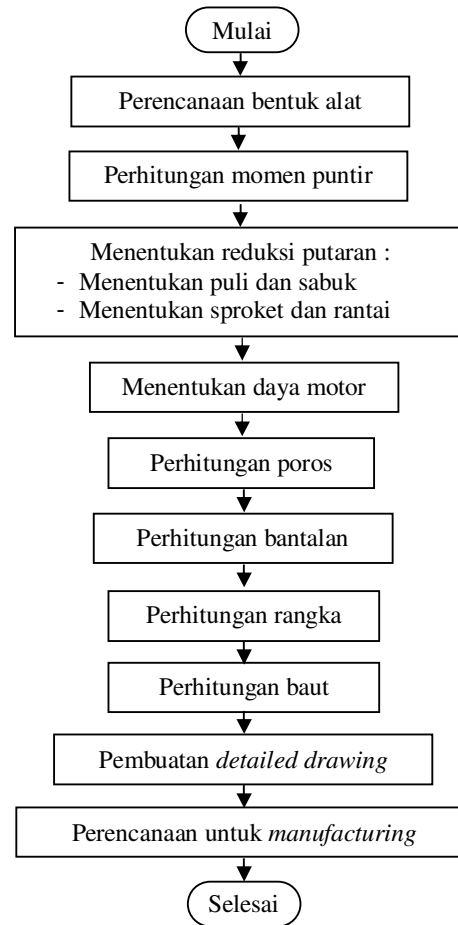 Mulai
Perencanaan bentuk alat
Perhitungan momen puntir
Menentukan reduksi putaran :
- Menentukan puli dan sabuk
- Menentukan sproket dan rantai
Menentukan daya motor
Perhitungan poros
Perhitungan bantalan
Perhitungan rangka
Perhitungan baut
Pembuatan detailed drawing
Perencanaan untuk manufacturing
Selesai